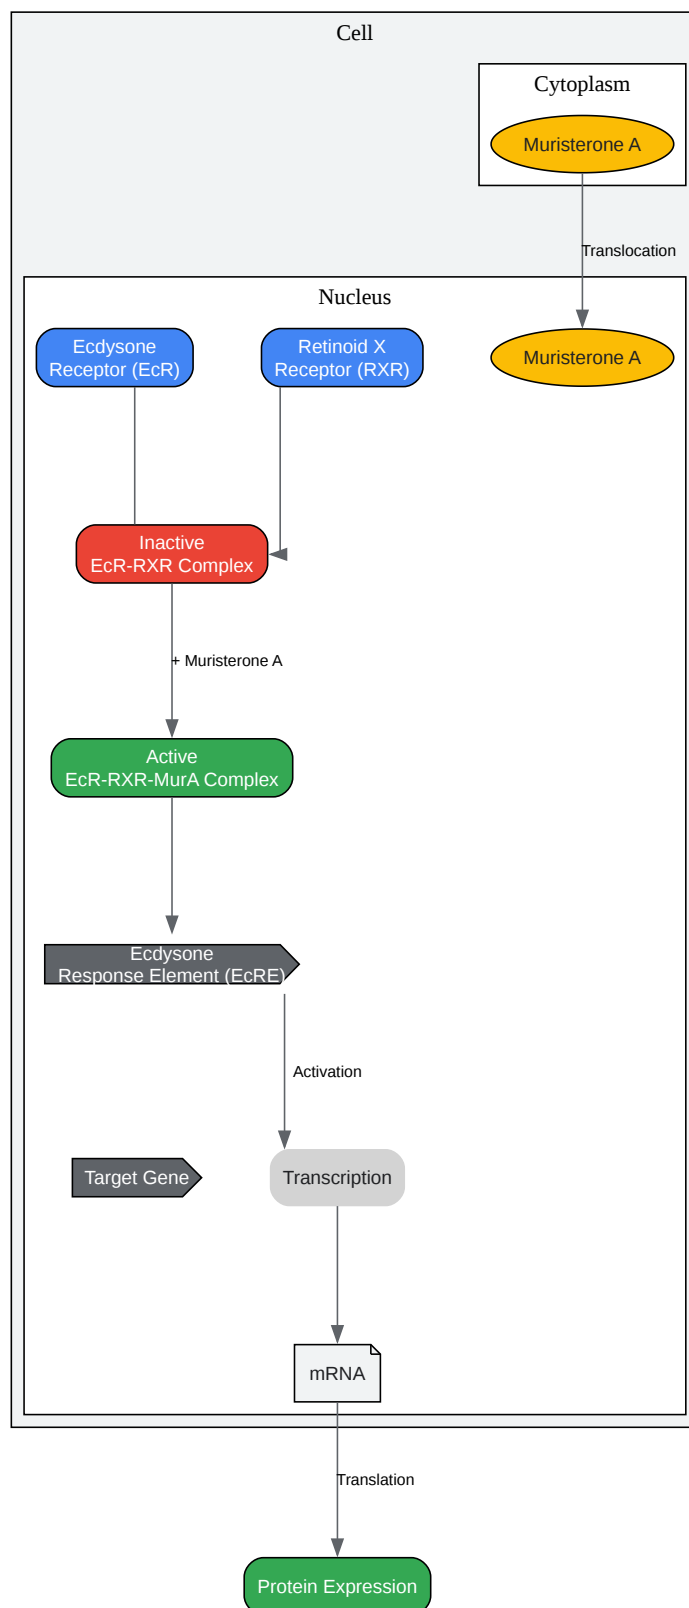 Cell
Cytoplasm
Muristerone A
Translocation
Nucleus
Ecdysone
Receptor (EcR)
Retinoid X
Receptor (RXR)
Muristerone A
Inactive
EcR-RXR Complex
+ Muristerone A
Active
EcR-RXR-MurA Complex
Ecdysone
Response Element (EcRE)
Activation
Target Gene
Transcription
mRNA
Translation
Protein Expression